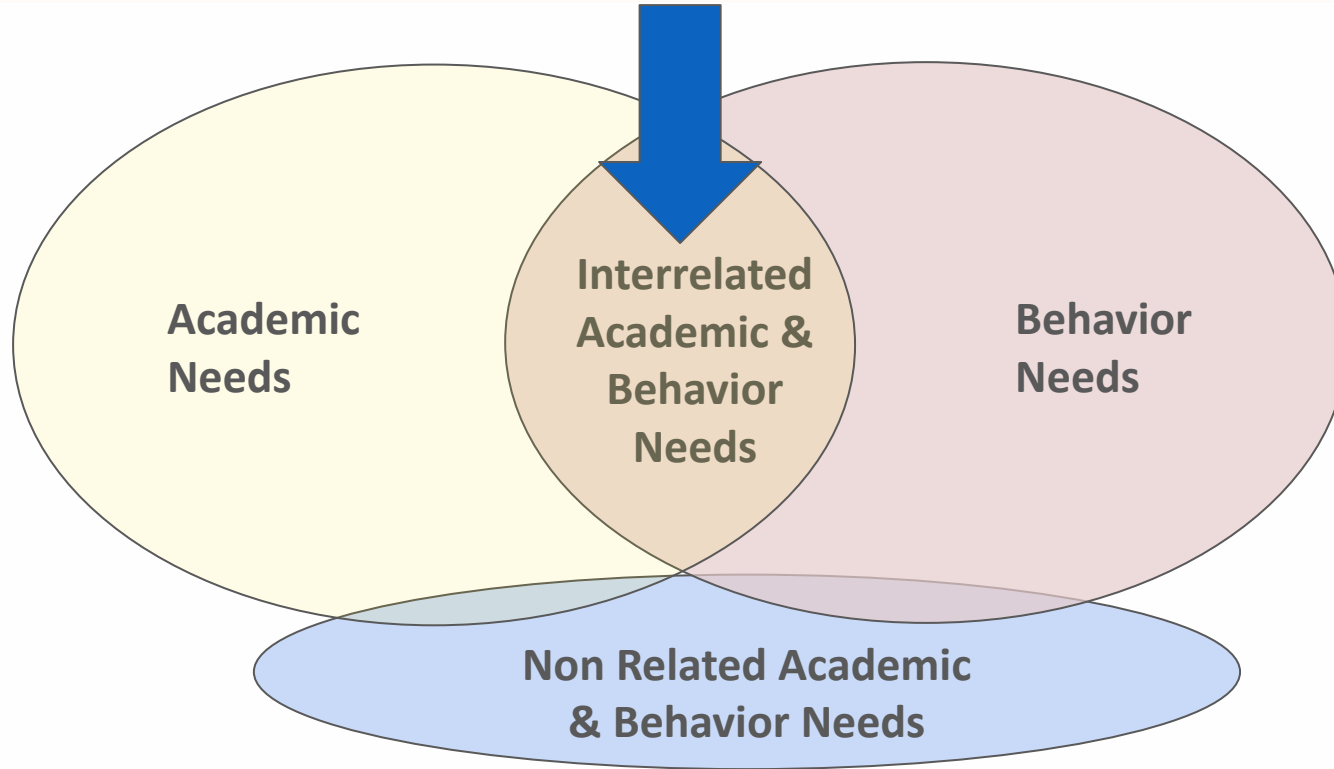 Academic
Needs
Interrelated
Academic &
Behavior
Needs
Behavior
Needs
Non Related Academic
& Behavior Needs